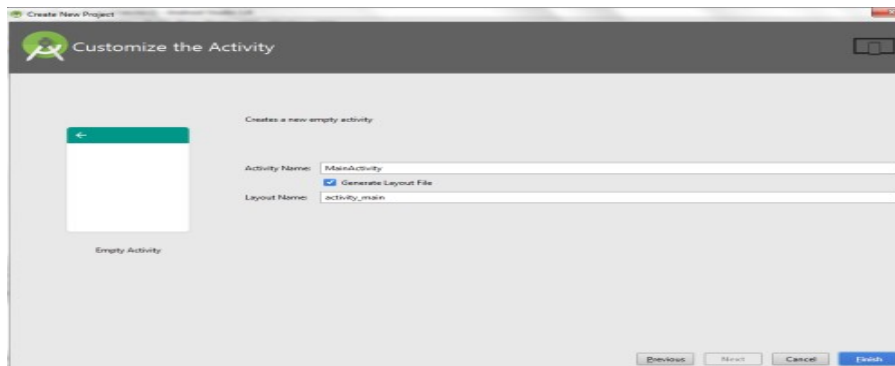 Create New Project
Customize the Activity
Creates a new empty activity
Activity Name: MainActivity
Generate Layout File
Layout Name: activity_main
Empty Activity
Previous Next Cancel Finish